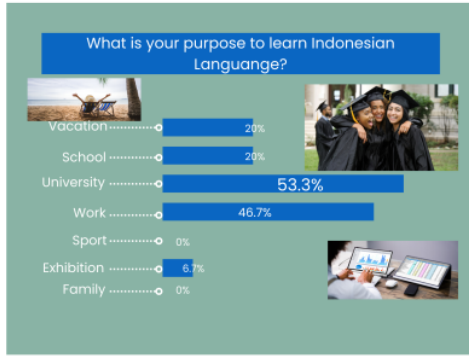 What is your purpose to learn Indonesian
Languange?
Vacation 20%
School 20%
University 53.3%
Work 46.7%
Sport 0%
Exhibition 6.7%
Family 0%